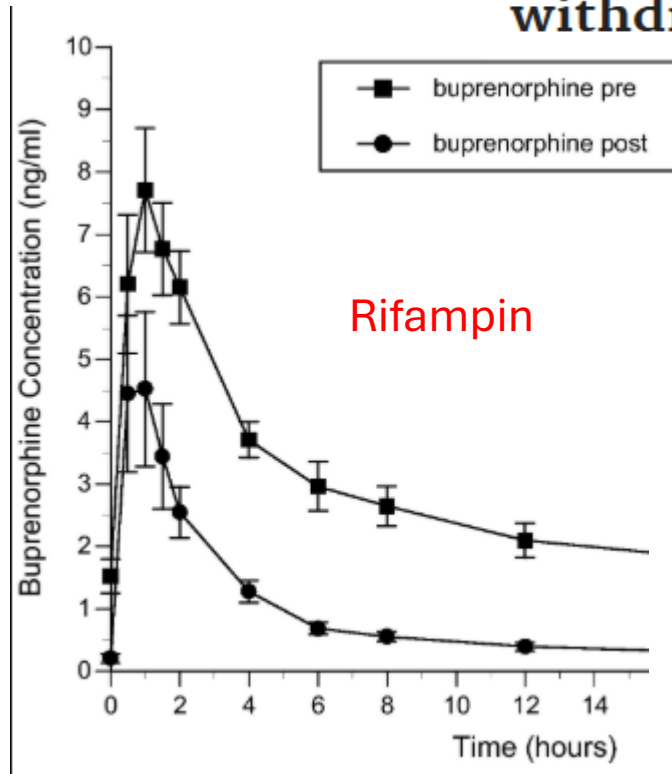 withdr
buprenorphine pre
buprenorphine post
Rifampin
Buprenorphine Concentration (ng/ml)
10
9
8
7
6
5
4
3
2
1
0
0 2 4 6 8 10 12 14
Time (hours)